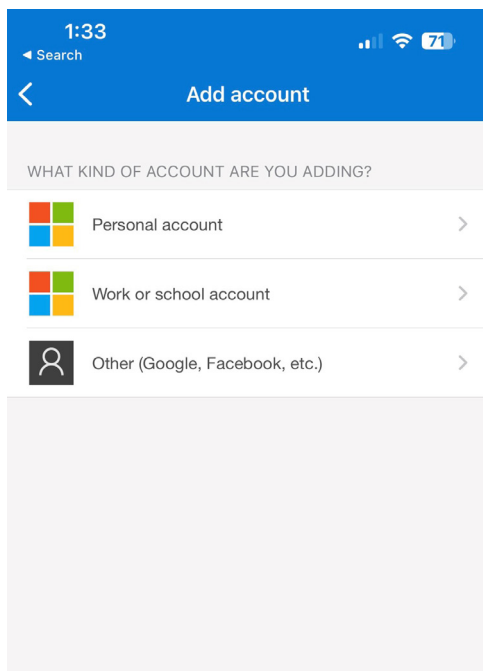 1:33
◀ Search
71
Add account
WHAT KIND OF ACCOUNT ARE YOU ADDING?
Personal account
Work or school account
Other (Google, Facebook, etc.)